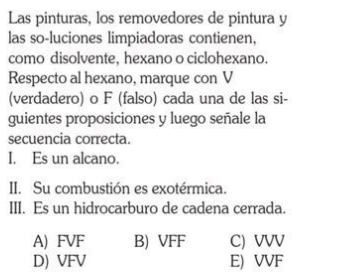 Las pinturas, los removedores de pintura y
las so-luciones limpiadoras contienen,
como disolvente, hexano o ciclohexano.
Respecto al hexano, marque con V
(verdadero) o F (falso) cada una de las si-
guientes proposiciones y luego señale la
secuencia correcta.
I. Es un alcano.
II. Su combustión es exotérmica.
III. Es un hidrocarburo de cadena cerrada.
A) FVF B) VFF C) VVV
D) VFV E) VVF